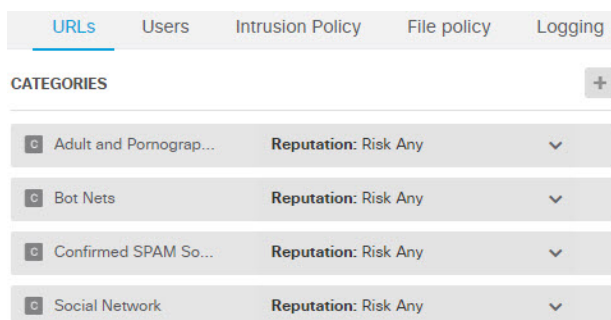 URLs Users Intrusion Policy File policy Logging
CATEGORIES +
C Adult and Pornograp... Reputation: Risk Any
C Bot Nets Reputation: Risk Any
C Confirmed SPAM So... Reputation: Risk Any
C Social Network Reputation: Risk Any